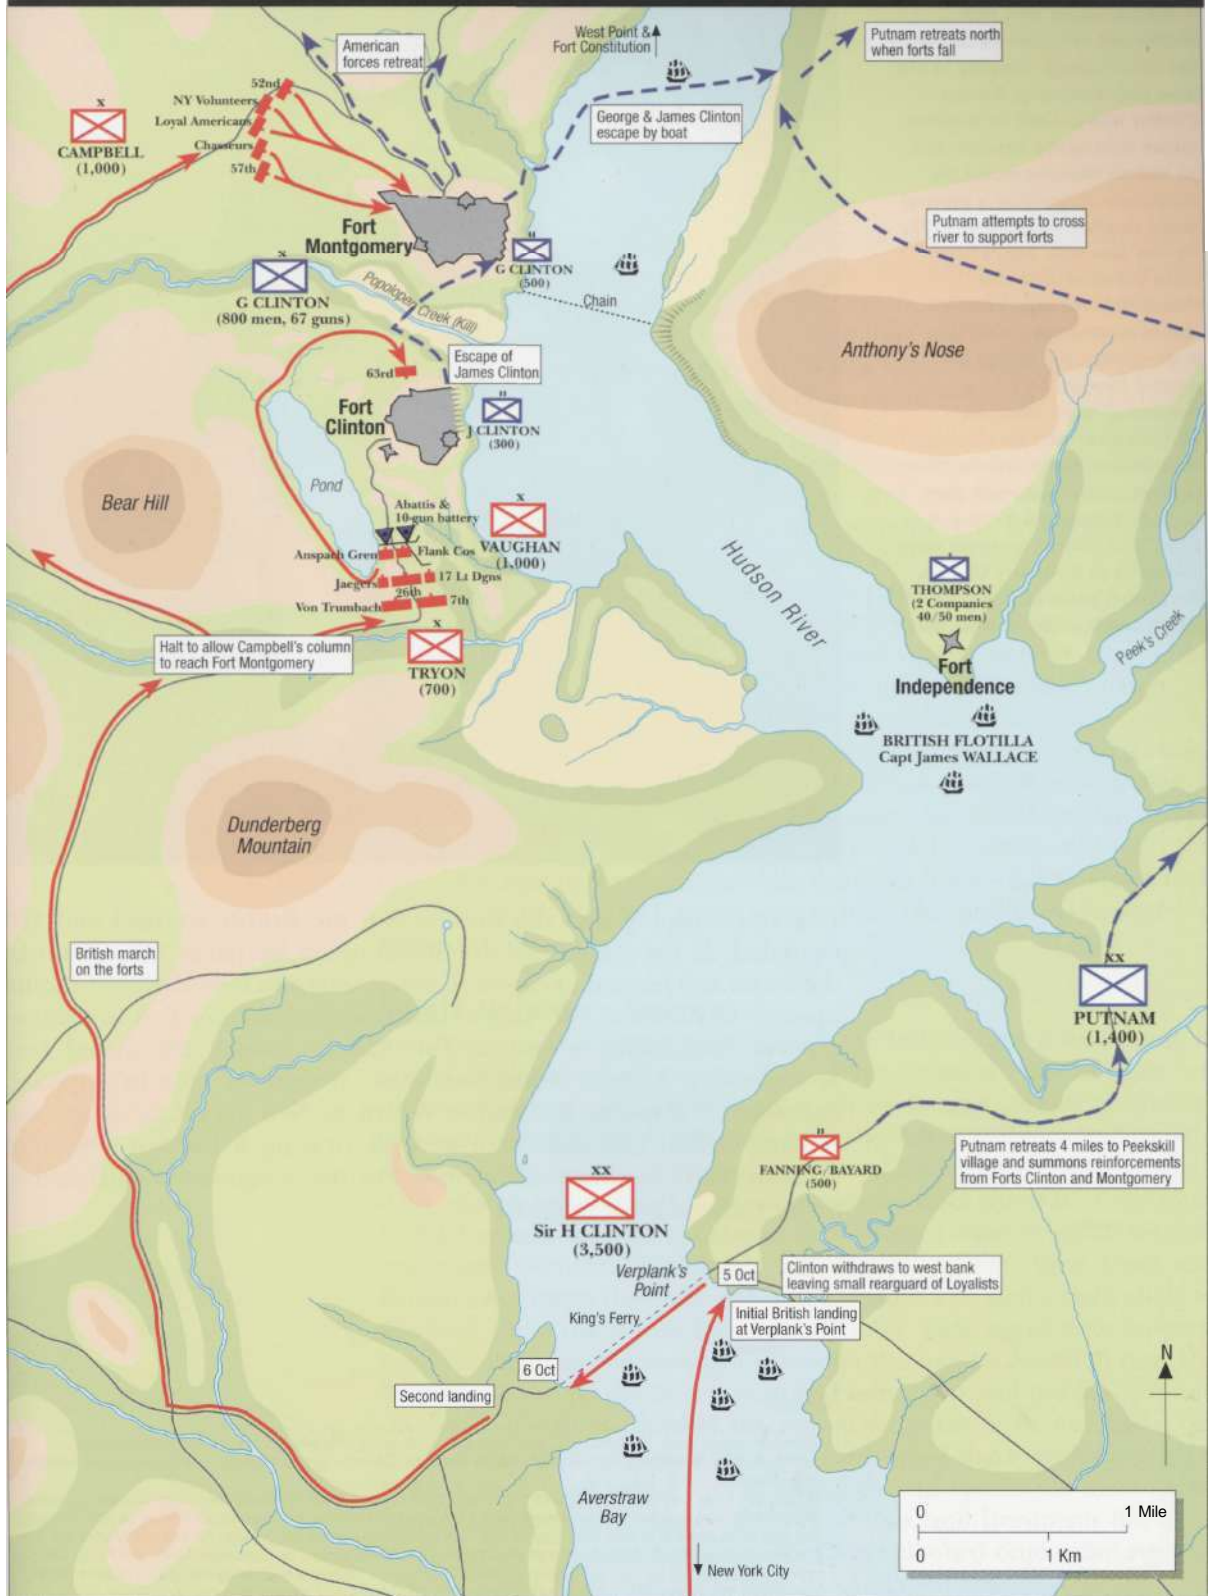 West Point &
Fort Constitution
Putnam retreats north
when forts fall
American
forces retreat
52nd
NY Volunteers
Loyal Americans
Chasseurs
57th
X
CAMPBELL
(1,000)
George & James Clinton
escape by boat
Putnam attempts to cross
river to support forts
Fort
Montgomery
II
G CLINTON
(500)
X
G CLINTON
(800 men, 67 guns)
Popolopen Creek (Kill)
Chain
Anthony's Nose
63rd
Escape of
James Clinton
Fort
Clinton
II
J CLINTON
(300)
Bear Hill
Pond
Abattis &
10-gun battery
X
VAUGHAN
(1,000)
Anspach Gren
Flank Cos
Jaegers
17 Lt Dgns
26th
Von Trumbach
7th
Hudson River
THOMPSON
(2 Companies
40/50 men)
Fort
Independence
Peek's Creek
Halt to allow Campbell's column
to reach Fort Montgomery
X
TRYON
(700)
BRITISH FLOTILLA
Capt James WALLACE
Dunderberg
Mountain
British march
on the forts
XX
PUTNAM
(1,400)
II
FANNING/BAYARD
(500)
Putnam retreats 4 miles to Peekskill
village and summons reinforcements
from Forts Clinton and Montgomery
XX
Sir H CLINTON
(3,500)
Verplank's
Point
5 Oct
Clinton withdraws to west bank
leaving small rearguard of Loyalists
King's Ferry
Initial British landing
at Verplank's Point
6 Oct
Second landing
N
Averstraw
Bay
New York City
0 1 Mile
0 1 Km